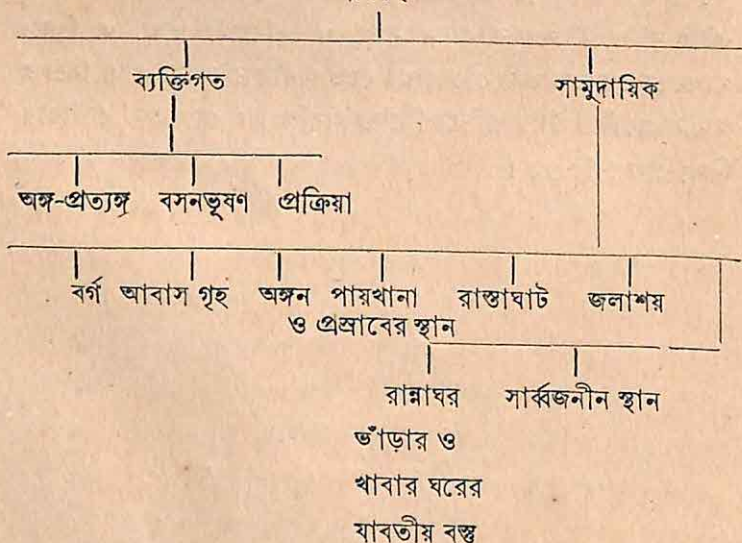 ব্যক্তিগত সামুদায়িক
অঙ্গ-প্রত্যঙ্গ বসনভূষণ প্রক্রিয়া
বর্গ আবাস গৃহ অঙ্গন পায়খানা রাস্তাঘাট জলাশয়
ও প্রস্রাবের স্থান
রান্নাঘর সার্ব্বজনীন স্থান
ভাঁড়ার ও
খাবার ঘরের
যাবতীয় বস্তু